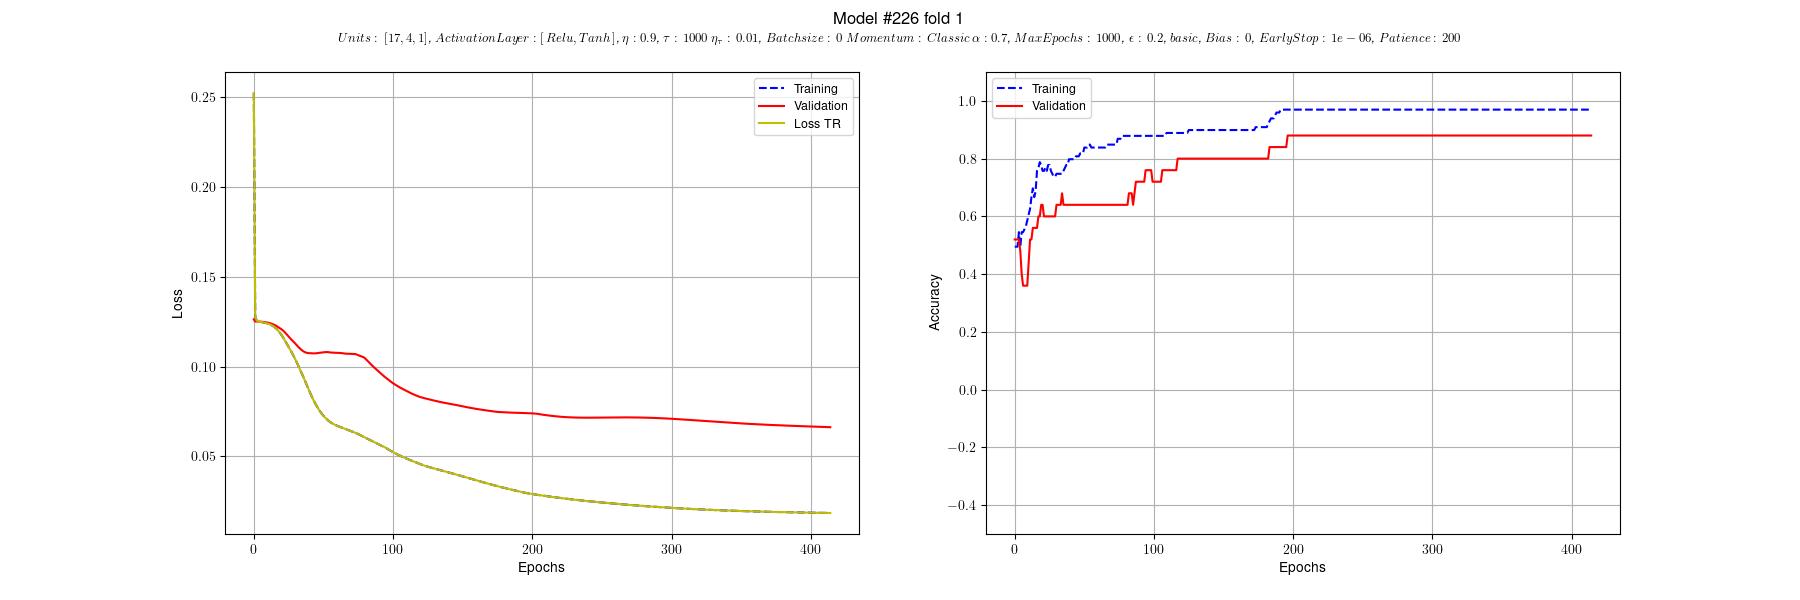 Model #226 fold 1
Units : [17, 4, 1], ActivationLayer : [ Relu, Tanh ], η : 0.9, τ : 1000 ητ : 0.01, Batchsize : 0 Momentum : Classic α : 0.7, MaxEpochs : 1000, ϵ : 0.2, basic, Bias : 0, EarlyStop : 1e − 06, Patience : 200
Training
Validation
Loss TR
0.25
0.20
0.15
0.10
0.05
Loss
0
100
200
300
400
Epochs
Training
Validation
1.0
0.8
0.6
0.4
0.2
0.0
−0.2
−0.4
Accuracy
0
100
200
300
400
Epochs